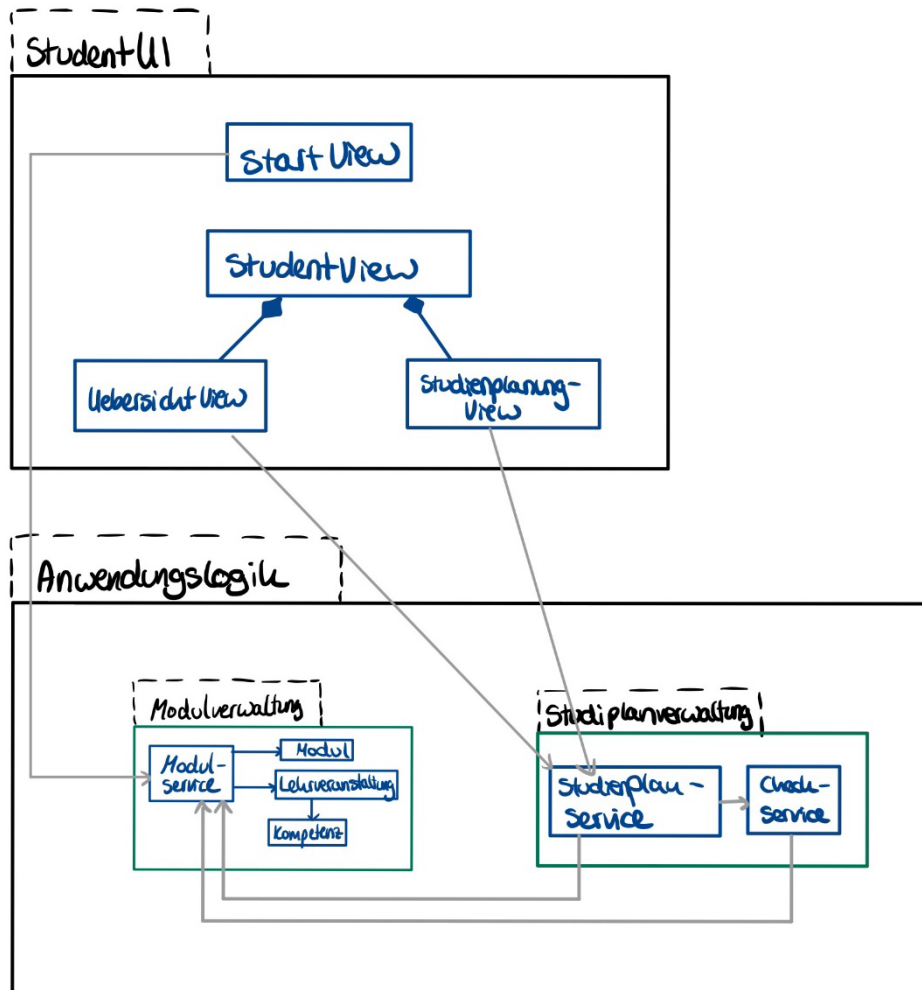 StudentUI
StartView
StudentView
UebersichtView
Studienplanung-
View
Anwendungslogik
Modulverwaltung
Modul-
service
Modul
Lehrveranstaltung
Kompetenz
Studiplanverwaltung
Studienplan-
service
Check-
Service